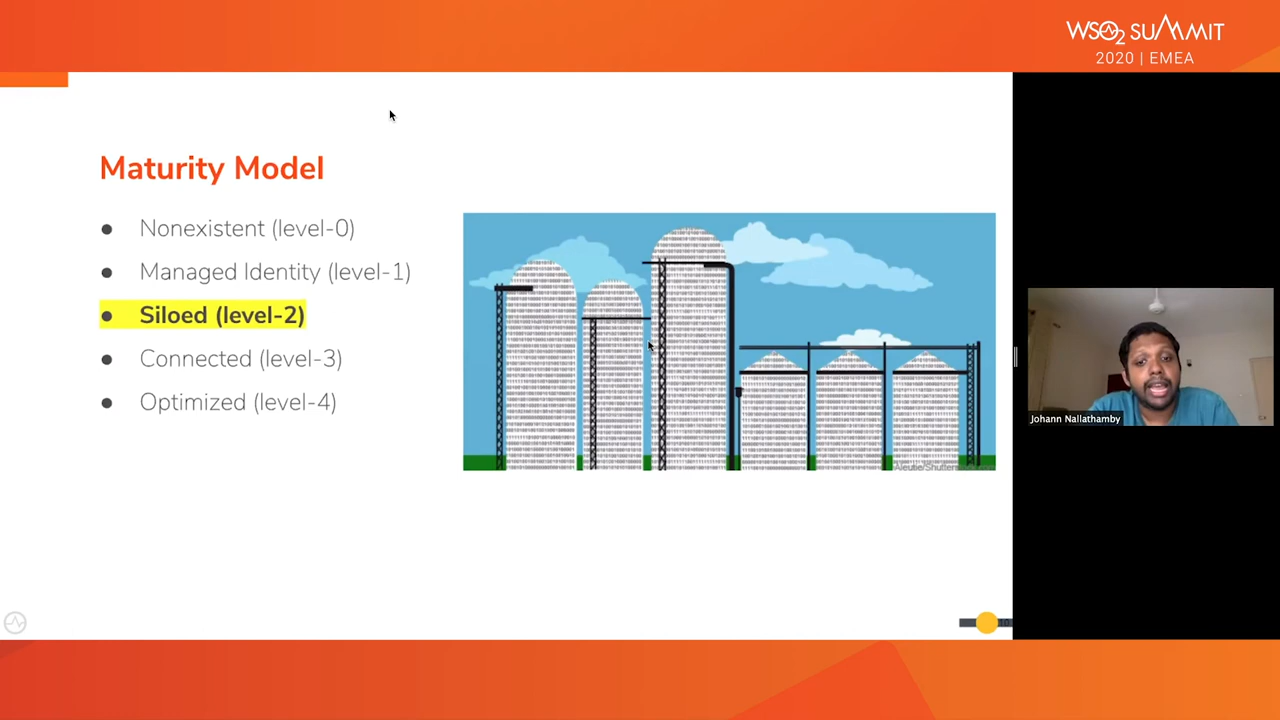 WSO2 SUMMIT
2020 | EMEA
Maturity Model
● Nonexistent (level-0)
● Managed Identity (level-1)
● Siloed (level-2)
● Connected (level-3)
● Optimized (level-4)
Johann Nallathamby